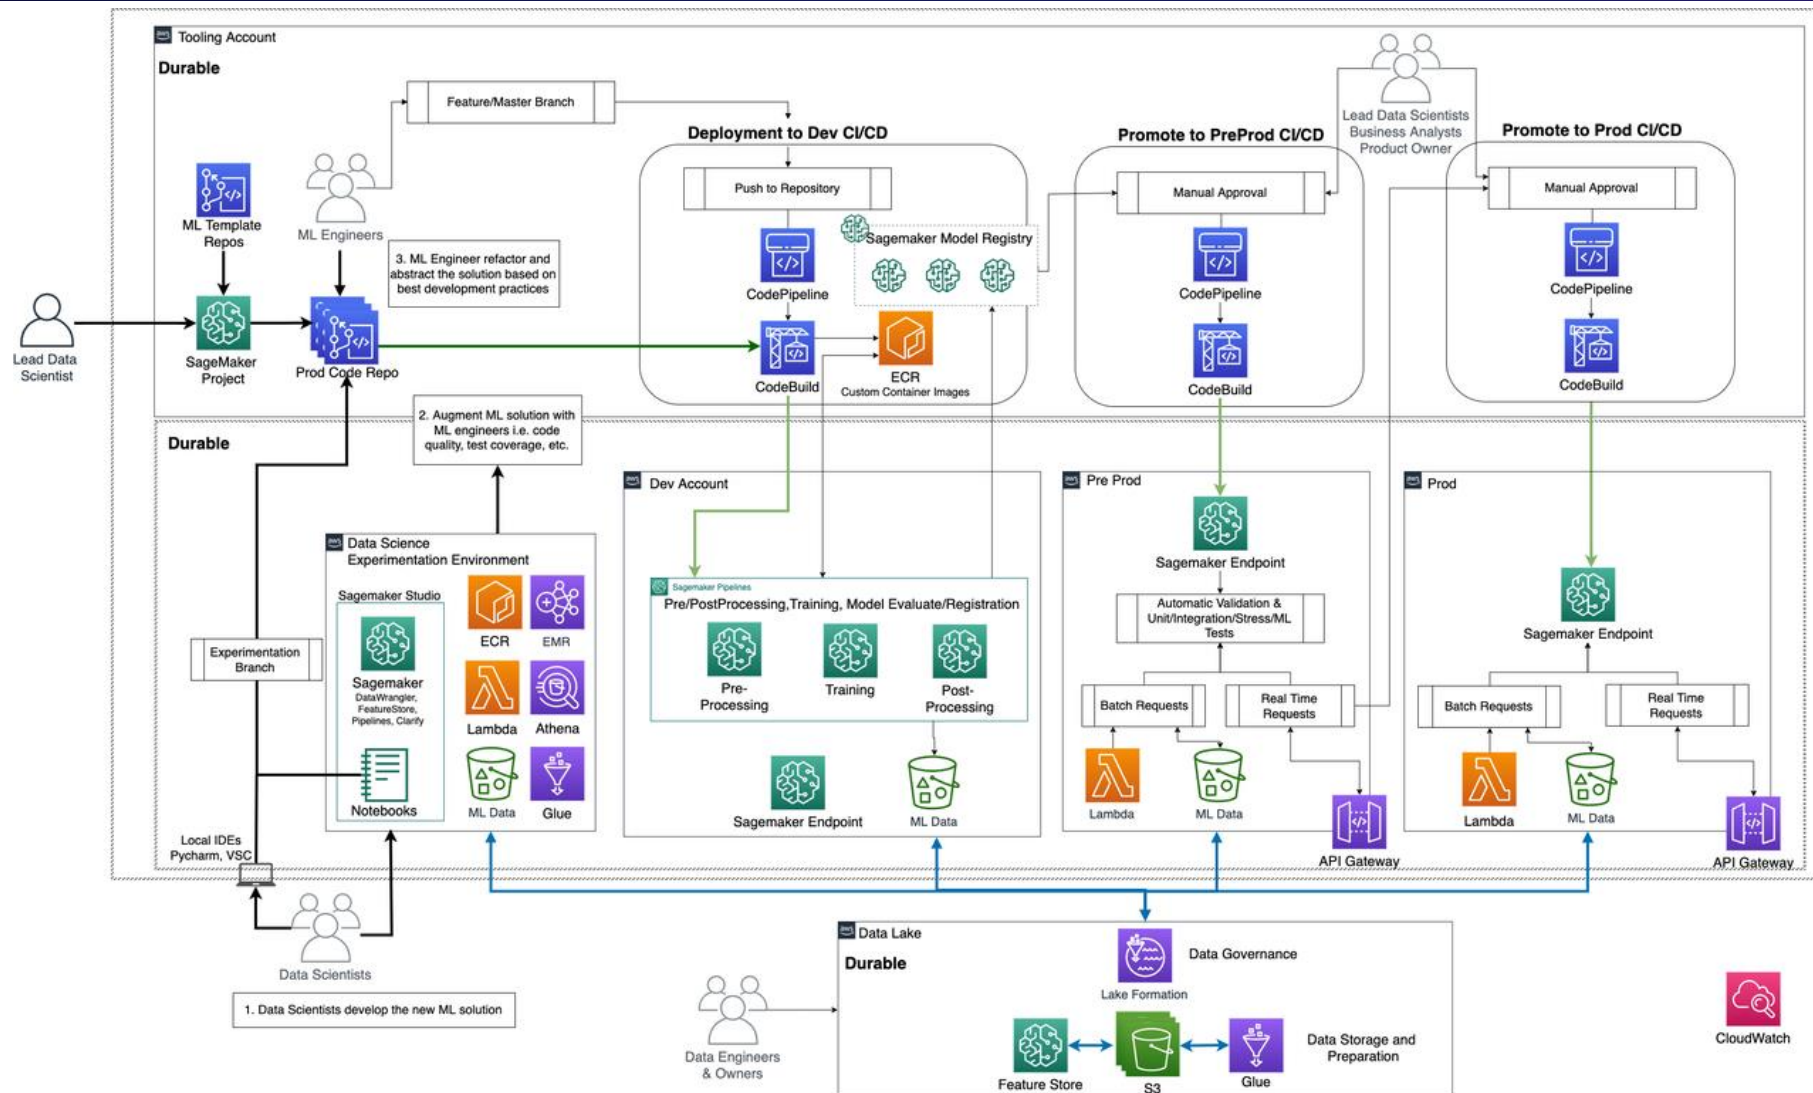 Tooling Account
Durable
Feature/Master Branch
Lead Data Scientists
Business Analysts
Product Owner
Deployment to Dev CI/CD
Promote to PreProd CI/CD
Promote to Prod CI/CD
Push to Repository
Manual Approval
Manual Approval
ML Template
Repos
ML Engineers
3. ML Engineer refactor and
abstract the solution based on
best development practices
Sagemaker Model Registry
CodePipeline
CodePipeline
CodePipeline
Lead Data
Scientist
SageMaker
Project
Prod Code Repo
CodeBuild
ECR
Custom Container Images
CodeBuild
CodeBuild
2. Augment ML solution with
ML engineers i.e. code
quality, test coverage, etc.
Durable
Data Science
Experimentation Environment
Sagemaker Studio
Sagemaker
DataWrangler,
FeatureStore,
Pipelines, Clarify
Notebooks
ECR
EMR
Lambda
Athena
ML Data
Glue
Experimentation
Branch
Local IDEs
Pycharm, VSC
Data Scientists
1. Data Scientists develop the new ML solution
Dev Account
Sagemaker Pipelines
Pre/PostProcessing,Training, Model Evaluate/Registration
Pre-
Processing
Training
Post-
Processing
Sagemaker Endpoint
ML Data
Pre Prod
Sagemaker Endpoint
Automatic Validation &
Unit/Integration/Stress/ML
Tests
Batch Requests
Real Time
Requests
Lambda
ML Data
API Gateway
Prod
Sagemaker Endpoint
Batch Requests
Real Time
Requests
Lambda
ML Data
API Gateway
Data Lake
Durable
Data Governance
Lake Formation
Data Engineers
& Owners
Feature Store
S3
Glue
Data Storage and
Preparation
CloudWatch